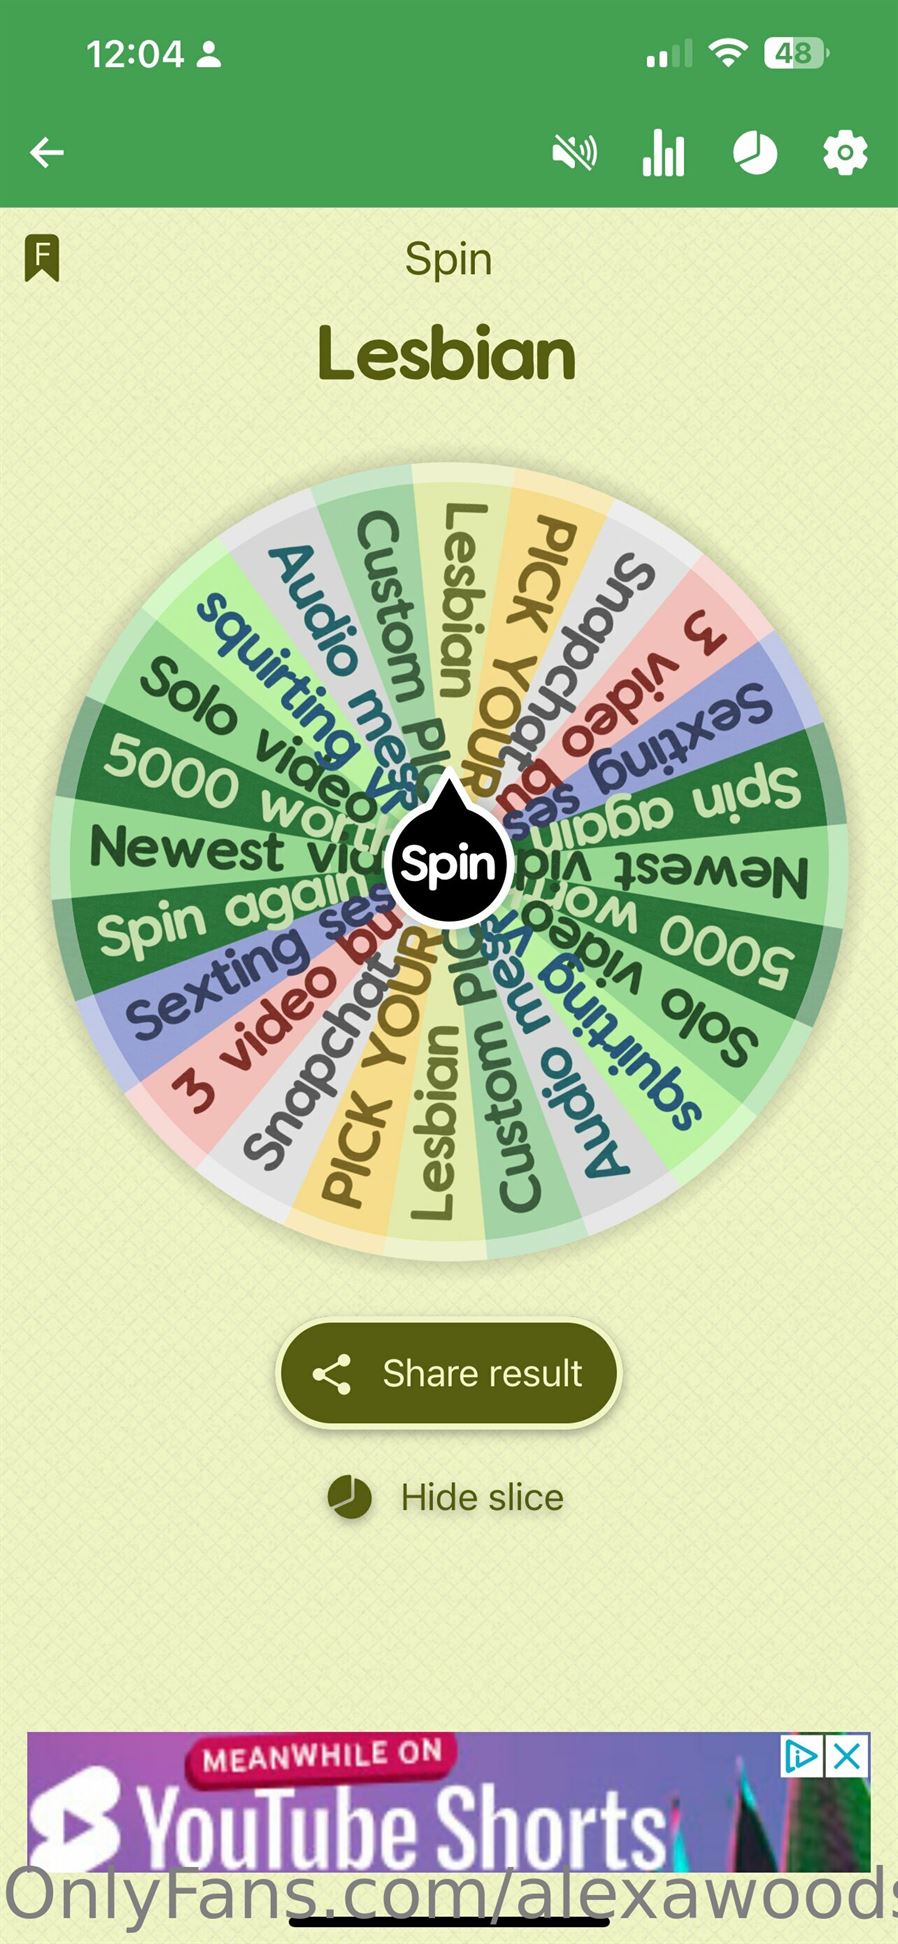 12:04
48
F
Spin
Lesbian
Lesbian
PICK YOUR
Snapchat
3 video bu
Sexting ses
Spin again
Newest vid
5000 wor
Solo video
squirting vi
Audio mes
Custom pic
Lesbian
PICK YOUR
Snapchat
3 video bu
Sexting ses
Spin again
Newest vid
5000 worth
Solo video
squirting vi
Audio mess
Custom pic
Spin
Share result
Hide slice
MEANWHILE ON
YouTube Shorts
OnlyFans.com/alexawoods